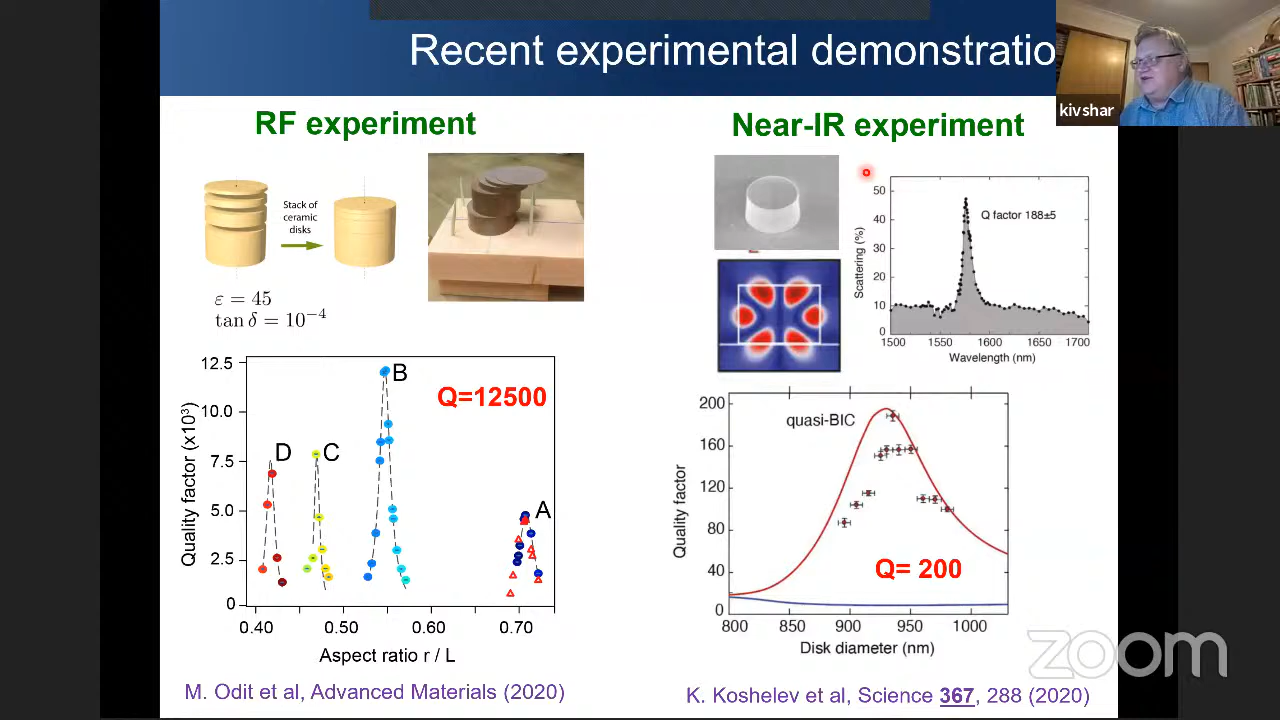 Recent experimental demonstratio
kivshar
RF experiment
Near-IR experiment
Stack of
ceramic
disks
ε = 45
tan δ = 10⁻⁴
Scattering (%)
50
40
30
20
10
0
Q factor 188±5
1500
1550
1600
1650
1700
Wavelength (nm)
Quality factor (x10³)
12.5
10.0
7.5
5.0
2.5
0
D
C
B
A
Q=12500
0.40
0.50
0.60
0.70
Aspect ratio r / L
Quality factor
200
160
120
80
40
0
quasi-BIC
Q= 200
800
850
900
950
1000
Disk diameter (nm)
M. Odit et al, Advanced Materials (2020)
K. Koshelev et al, Science 367, 288 (2020)
zoom